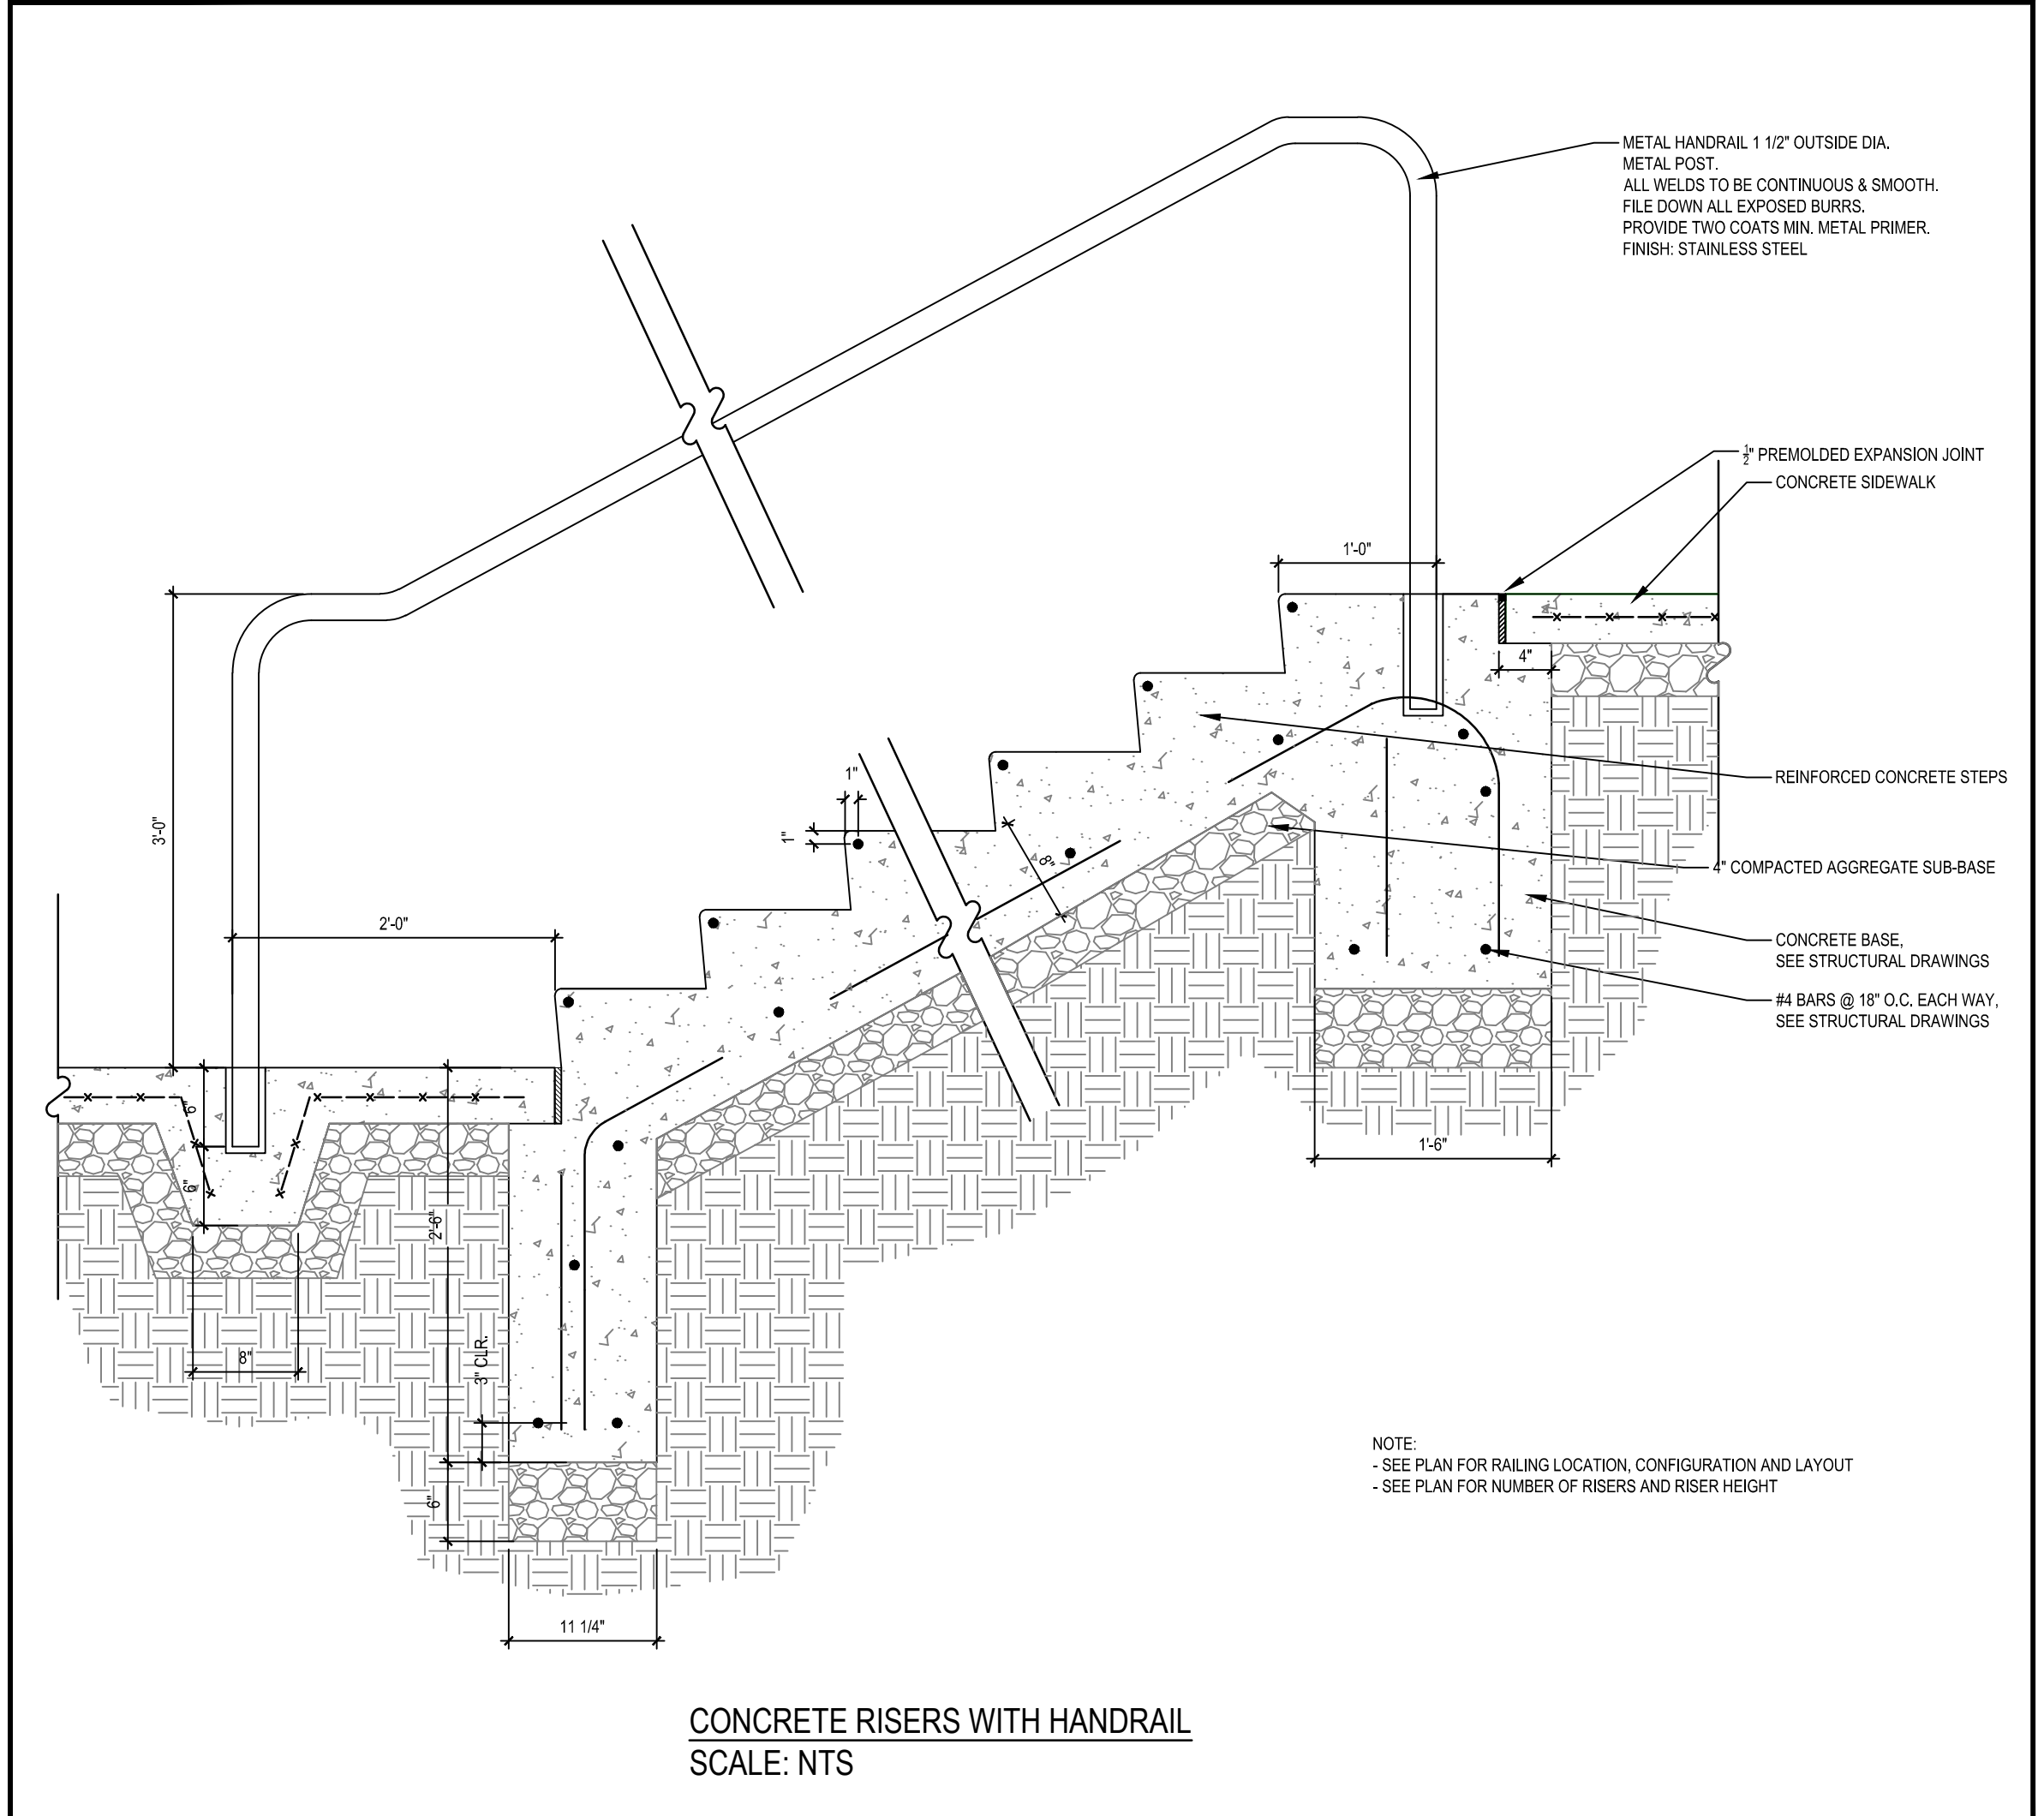 METAL HANDRAIL 1 1/2" OUTSIDE DIA.
METAL POST.
ALL WELDS TO BE CONTINUOUS & SMOOTH.
FILE DOWN ALL EXPOSED BURRS.
PROVIDE TWO COATS MIN. METAL PRIMER.
FINISH: STAINLESS STEEL
½" PREMOLDED EXPANSION JOINT
CONCRETE SIDEWALK
1'-0"
4"
REINFORCED CONCRETE STEPS
1"
1"
3'-0"
8"
4" COMPACTED AGGREGATE SUB-BASE
2'-0"
CONCRETE BASE,
SEE STRUCTURAL DRAWINGS
#4 BARS @ 18" O.C. EACH WAY,
SEE STRUCTURAL DRAWINGS
6"
6"
1'-6"
2'-6"
8"
3" CLR.
6"
11 1/4"
NOTE:
- SEE PLAN FOR RAILING LOCATION, CONFIGURATION AND LAYOUT
- SEE PLAN FOR NUMBER OF RISERS AND RISER HEIGHT
CONCRETE RISERS WITH HANDRAIL
SCALE: NTS